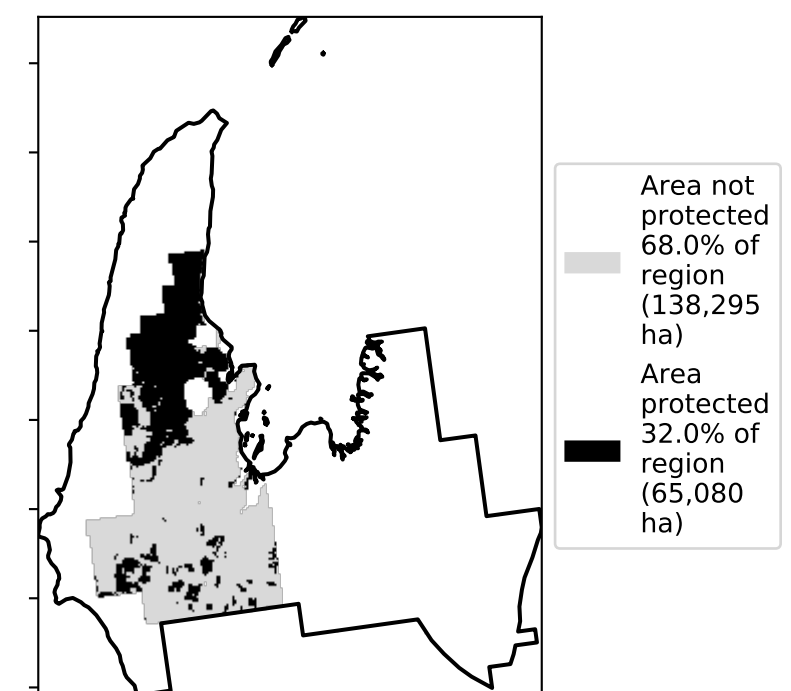 Area not
protected
68.0% of
region
(138,295
ha)
Area
protected
32.0% of
region
(65,080
ha)